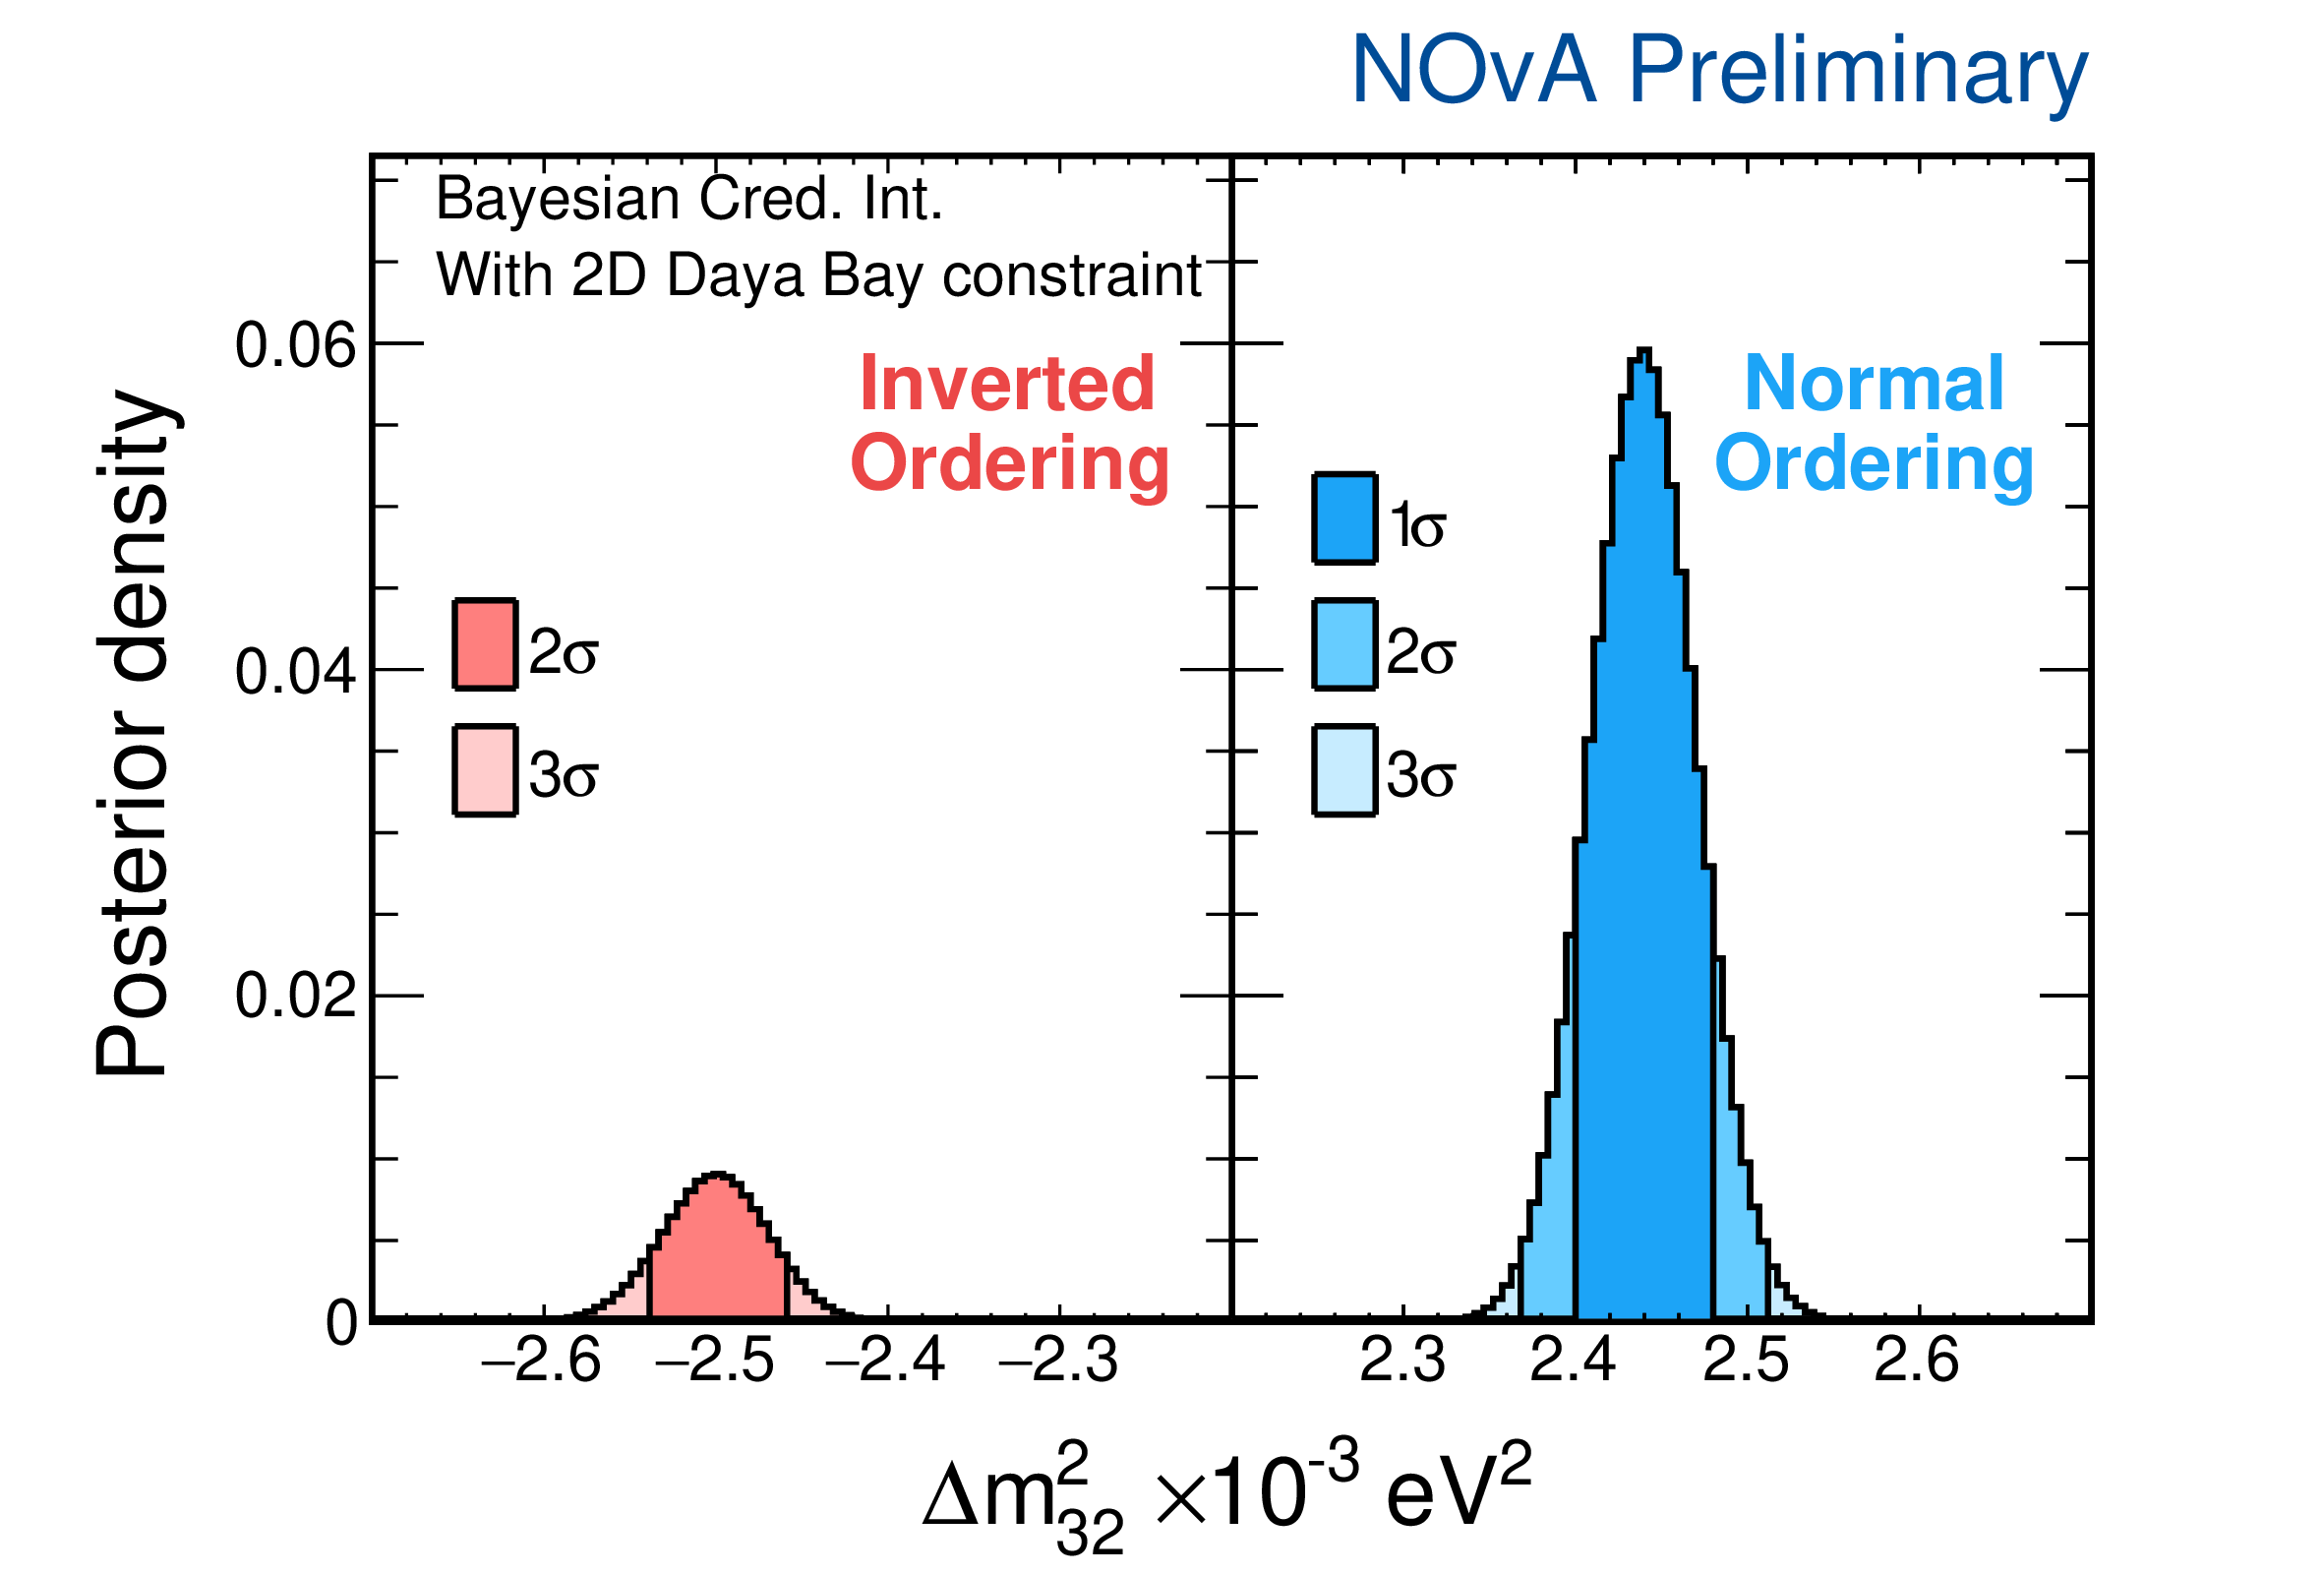 NOvA Preliminary
Bayesian Cred. Int.
With 2D Daya Bay constraint
Inverted
Ordering
2σ
3σ
Normal
Ordering
1σ
2σ
3σ
Posterior density
0.06
0.04
0.02
0
−2.6 −2.5 −2.4 −2.3 2.3 2.4 2.5 2.6
Δm²₃₂ ×10⁻³ eV²